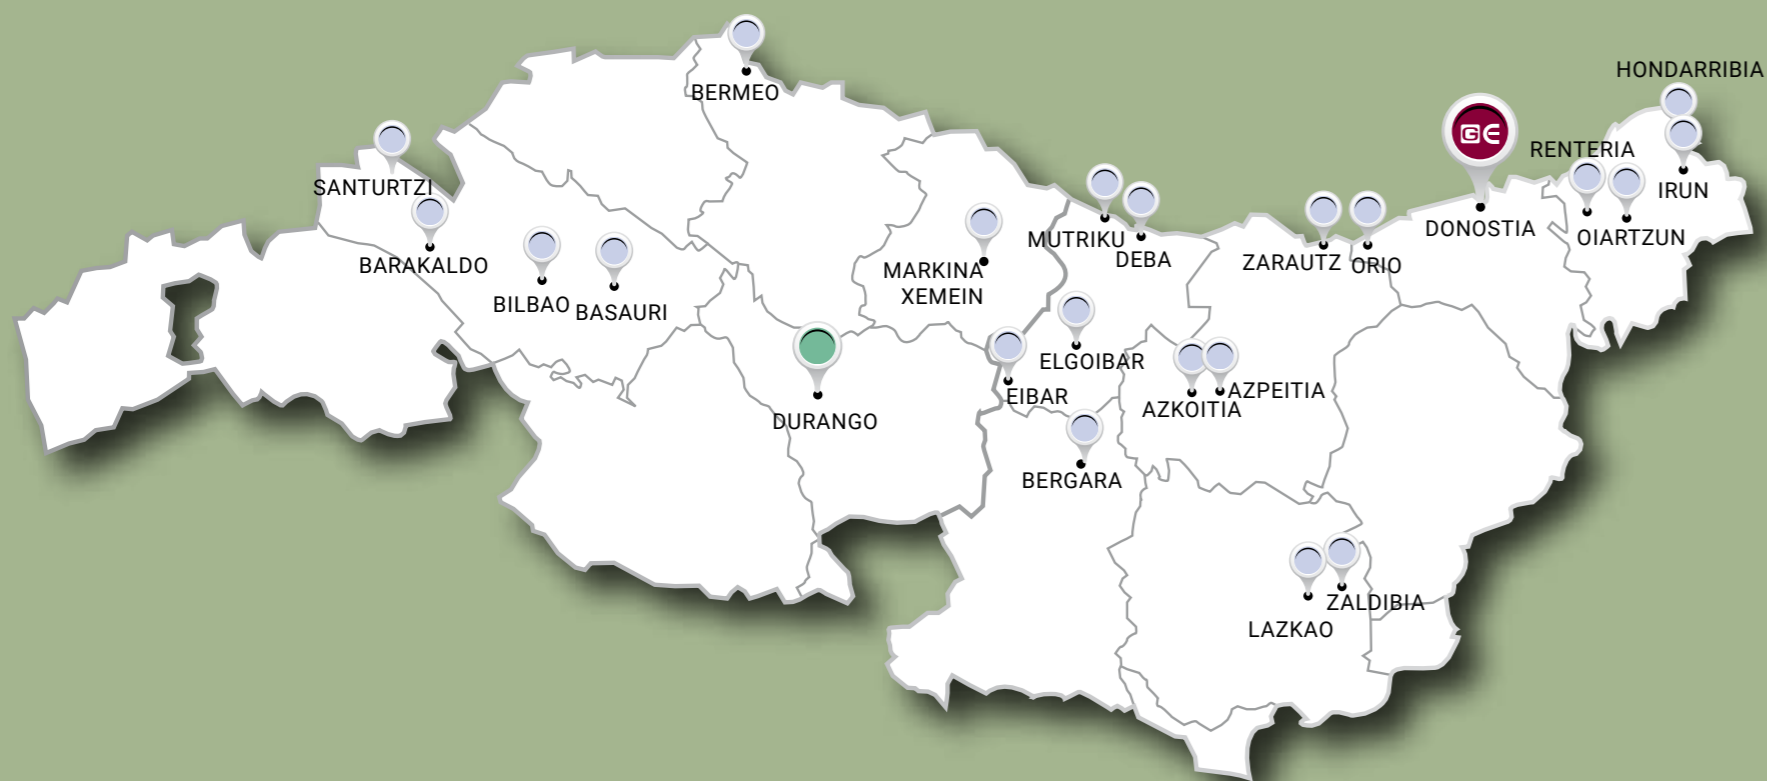 HONDARRIBIA
BERMEO
GE
RENTERIA
SANTURTZI
IRUN
DONOSTIA
OIARTZUN
MUTRIKU
DEBA
ZARAUTZ
ORIO
BARAKALDO
MARKINA
XEMEIN
BILBAO
BASAURI
ELGOIBAR
EIBAR
AZPEITIA
AZKOITIA
DURANGO
BERGARA
ZALDIBIA
LAZKAO